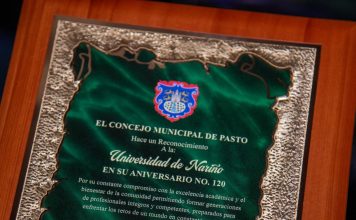 EL CONCEJO MUNICIPAL DE PASTO
Hace un Reconocimiento
A la:
Universidad de Nariño
EN SU ANIVERSARIO NO. 120
Por su constante compromiso con la excelencia académica y el
bienestar de la comunidad permitiendo formar generaciones
de profesionales íntegros y competentes, preparados para
enfrentar los retos de un mundo en constante